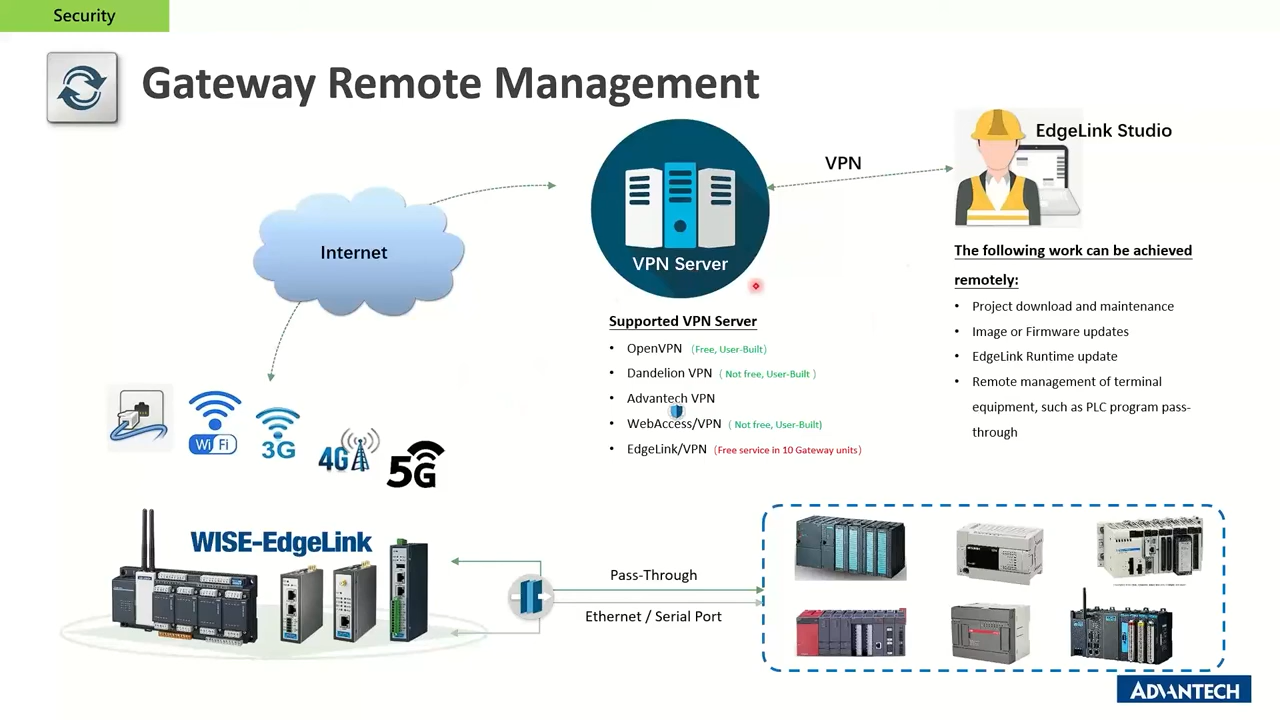 Security
Gateway Remote Management
EdgeLink Studio
VPN
Internet
VPN Server
The following work can be achieved
remotely:
• Project download and maintenance
• Image or Firmware updates
• EdgeLink Runtime update
• Remote management of terminal
equipment, such as PLC program pass-
through
Supported VPN Server
• OpenVPN (Free, User-Built)
• Dandelion VPN ( Not free, User-Built )
• Advantech VPN
• WebAccess/VPN ( Not free, User-Built)
• EdgeLink/VPN (Free service in 10 Gateway units)
Wi Fi
3G
4G
5G
WISE-EdgeLink
Pass-Through
Ethernet / Serial Port
ADVANTECH